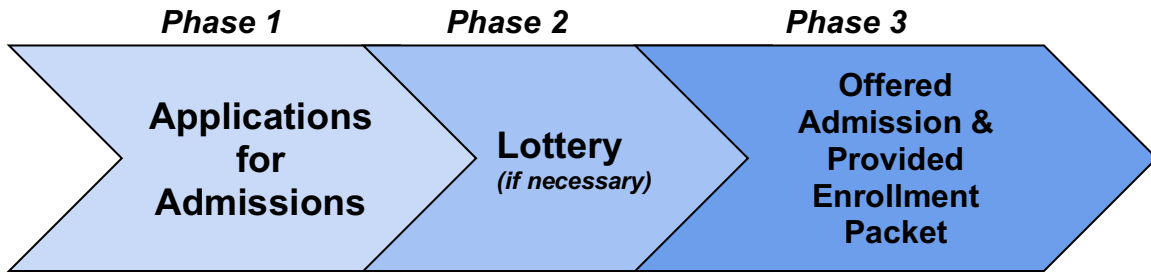 Phase 1
Phase 2
Phase 3
Applications
for
Admissions
Lottery
(if necessary)
Offered
Admission &
Provided
Enrollment
Packet